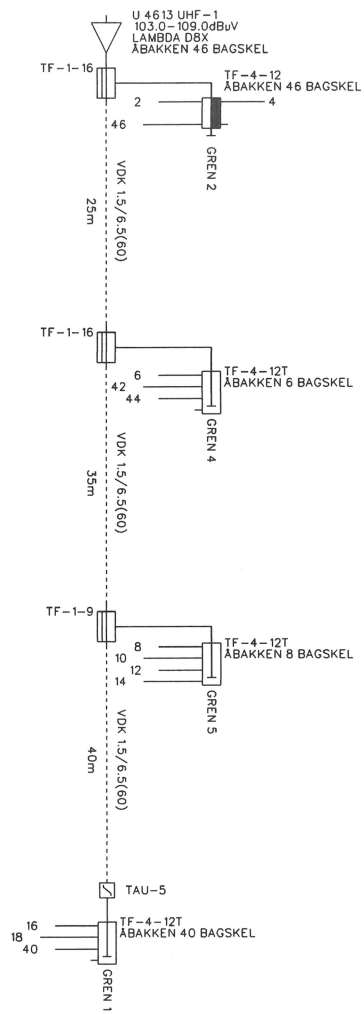 U 4613 UHF-1
103.0-109.0dBuV
LAMBDA D8X
ÅBAKKEN 46 BAGSKEL
TF-1-16
TF-4-12
ÅBAKKEN 46 BAGSKEL
2
4
46
GREN 2
VDK 1.5/6.5(60)
25m
TF-1-16
TF-4-12T
ÅBAKKEN 6 BAGSKEL
6
42
44
GREN 4
VDK 1.5/6.5(60)
35m
TF-1-9
TF-4-12T
ÅBAKKEN 8 BAGSKEL
8
10
12
14
GREN 5
VDK 1.5/6.5(60)
40m
TAU-5
TF-4-12T
ÅBAKKEN 40 BAGSKEL
16
18
40
GREN 1